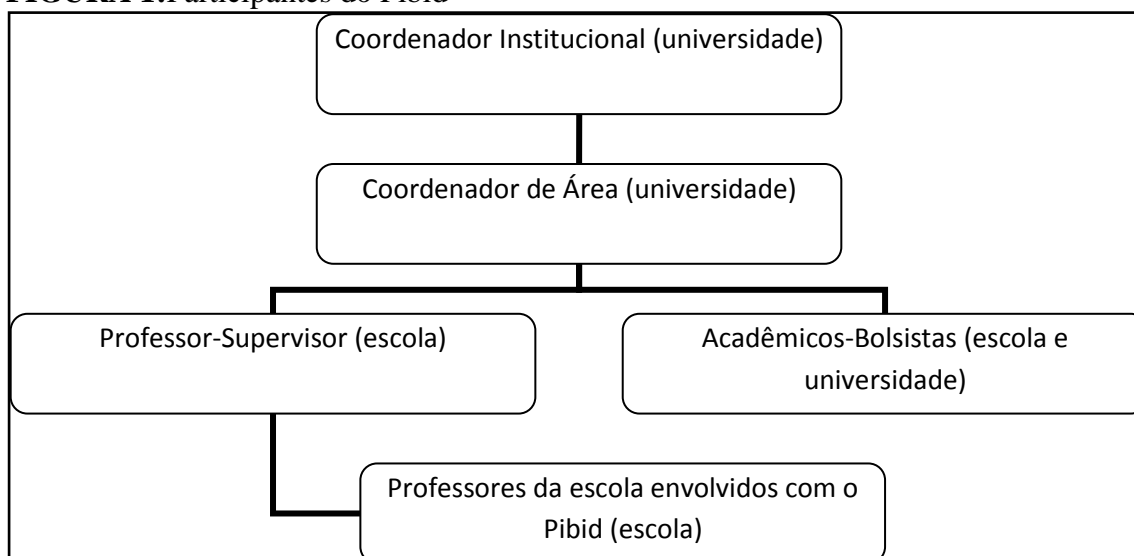 FIGURA 1.Participantes do Pibid
Coordenador Institucional (universidade)
Coordenador de Área (universidade)
Professor-Supervisor (escola)
Acadêmicos-Bolsistas (escola e
universidade)
Professores da escola envolvidos com o
Pibid (escola)